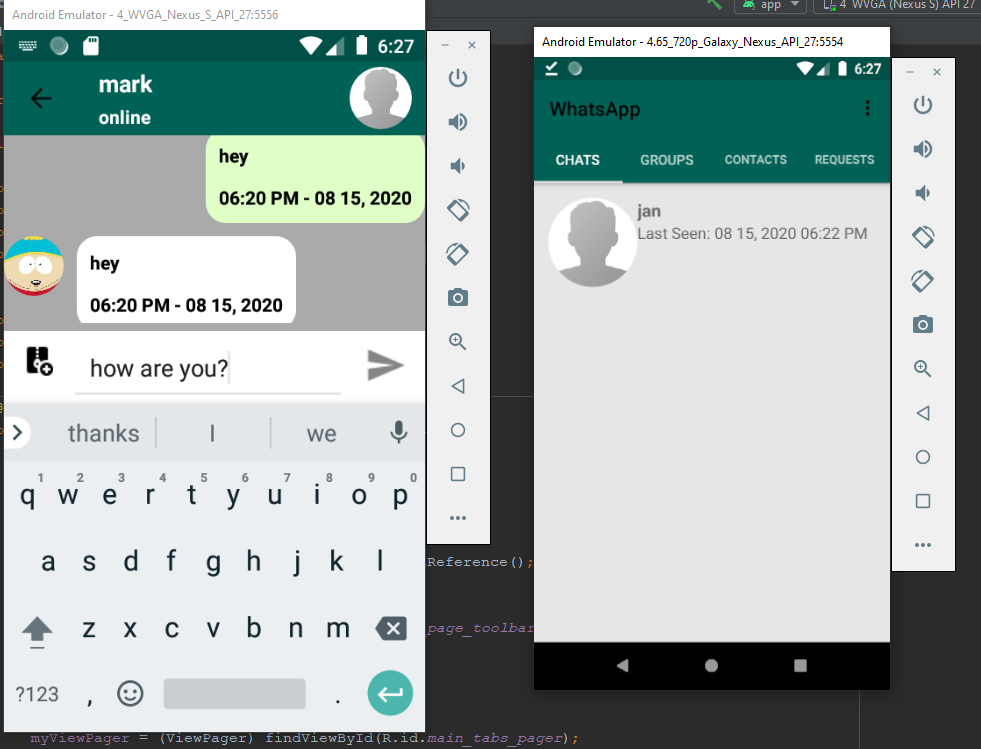 Android Emulator - 4_WVGA_Nexus_S_API_27:5556
6:27
mark
online
hey
06:20 PM - 08 15, 2020
hey
06:20 PM - 08 15, 2020
how are you?
thanks
I
we
1 2 3 4 5 6 7 8 9 0
q w e r t y u i o p
a s d f g h j k l
z x c v b n m
?123 , .
app
4 WVGA (Nexus S) API 27
Android Emulator - 4.65_720p_Galaxy_Nexus_API_27:5554
6:27
WhatsApp
CHATS GROUPS CONTACTS REQUESTS
jan
Last Seen: 08 15, 2020 06:22 PM
Reference();
page_toolbar
myViewPager = (ViewPager) findViewById(R.id.main_tabs_pager);